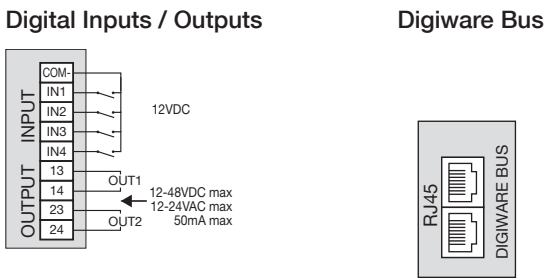 Digital Inputs / Outputs
Digiware Bus
COM-
IN1
IN2
IN3
IN4
13
14
23
24
INPUT
OUTPUT
12VDC
OUT1
OUT2
12-48VDC max
12-24VAC max
50mA max
RJ45
DIGIWARE BUS